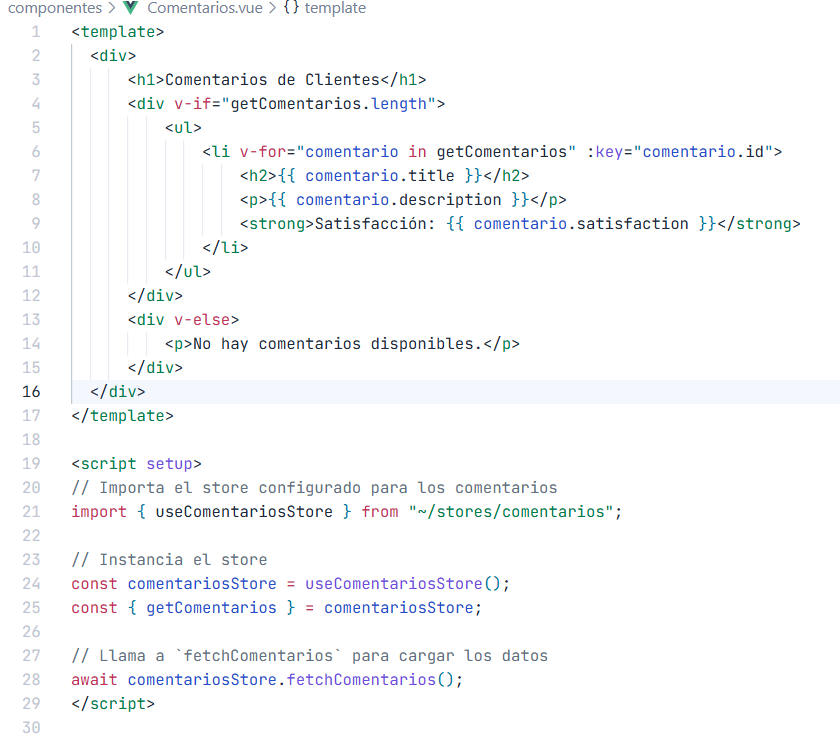 componentes > Comentarios.vue > {} template
1 <template>
2 <div>
3 <h1>Comentarios de Clientes</h1>
4 <div v-if="getComentarios.length">
5 <ul>
6 <li v-for="comentario in getComentarios" :key="comentario.id">
7 <h2>{{ comentario.title }}</h2>
8 <p>{{ comentario.description }}</p>
9 <strong>Satisfacción: {{ comentario.satisfaction }}</strong>
10 </li>
11 </ul>
12 </div>
13 <div v-else>
14 <p>No hay comentarios disponibles.</p>
15 </div>
16 </div>
17 </template>
18
19 <script setup>
20 // Importa el store configurado para los comentarios
21 import { useComentariosStore } from "~/stores/comentarios";
22
23 // Instancia el store
24 const comentariosStore = useComentariosStore();
25 const { getComentarios } = comentariosStore;
26
27 // Llama a `fetchComentarios` para cargar los datos
28 await comentariosStore.fetchComentarios();
29 </script>
30